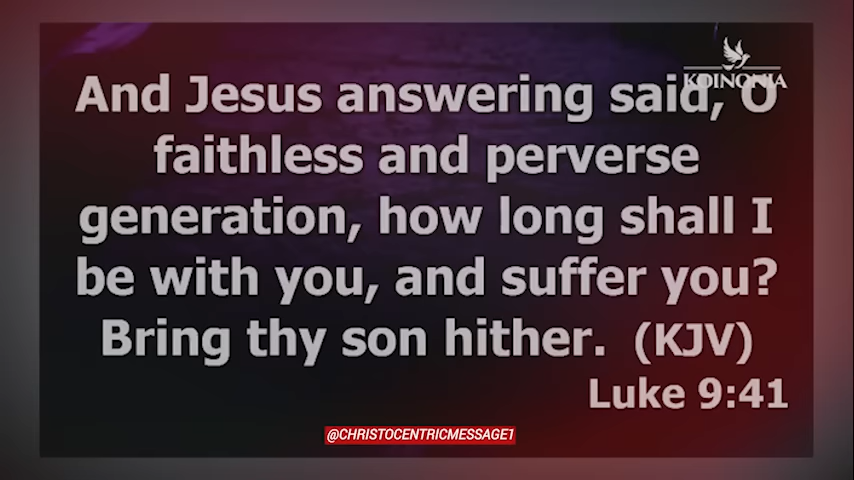 KOINONIA
And Jesus answering said, O
faithless and perverse
generation, how long shall I
be with you, and suffer you?
Bring thy son hither. (KJV)
Luke 9:41
@CHRISTOCENTRICMESSAGE1